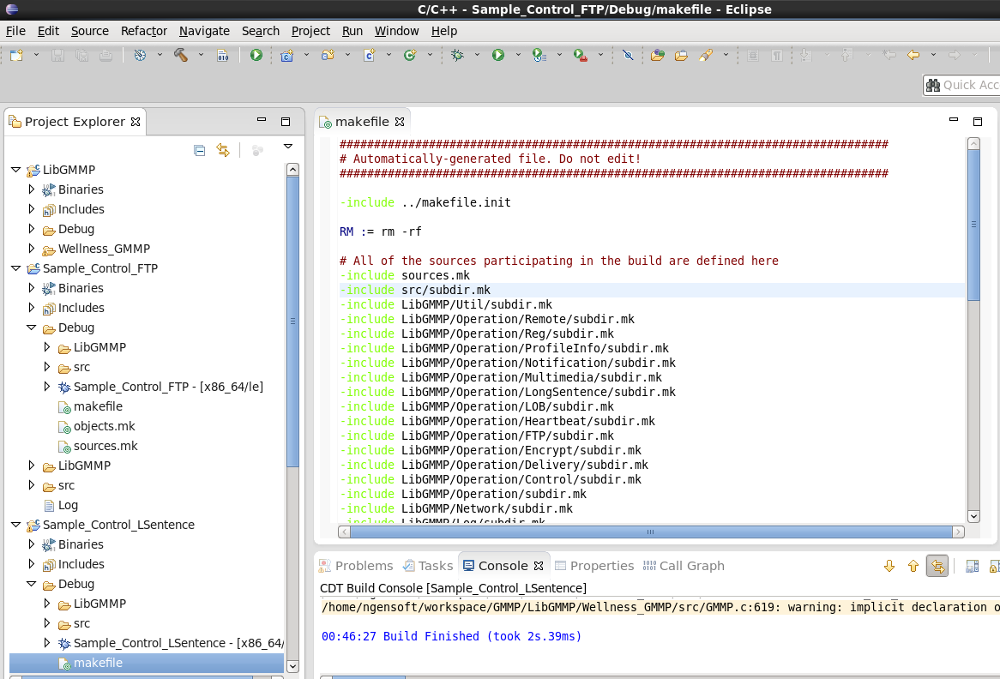 C/C++ - Sample_Control_FTP/Debug/makefile - Eclipse
File Edit Source Refactor Navigate Search Project Run Window Help
Quick Acc
Project Explorer
LibGMMP
Binaries
Includes
Debug
Wellness_GMMP
Sample_Control_FTP
Binaries
Includes
Debug
LibGMMP
src
Sample_Control_FTP - [x86_64/le]
makefile
objects.mk
sources.mk
LibGMMP
src
Log
Sample_Control_LSentence
Binaries
Includes
Debug
LibGMMP
src
Sample_Control_LSentence - [x86_64/
makefile
makefile
################################################################################
# Automatically-generated file. Do not edit!
################################################################################
-include ../makefile.init
RM := rm -rf
# All of the sources participating in the build are defined here
-include sources.mk
-include src/subdir.mk
-include LibGMMP/Util/subdir.mk
-include LibGMMP/Operation/Remote/subdir.mk
-include LibGMMP/Operation/Reg/subdir.mk
-include LibGMMP/Operation/ProfileInfo/subdir.mk
-include LibGMMP/Operation/Notification/subdir.mk
-include LibGMMP/Operation/Multimedia/subdir.mk
-include LibGMMP/Operation/LongSentence/subdir.mk
-include LibGMMP/Operation/LOB/subdir.mk
-include LibGMMP/Operation/Heartbeat/subdir.mk
-include LibGMMP/Operation/FTP/subdir.mk
-include LibGMMP/Operation/Encrypt/subdir.mk
-include LibGMMP/Operation/Delivery/subdir.mk
-include LibGMMP/Operation/Control/subdir.mk
-include LibGMMP/Operation/subdir.mk
-include LibGMMP/Network/subdir.mk
-include LibGMMP/Log/subdir.mk
Problems Tasks Console Properties Call Graph
CDT Build Console [Sample_Control_LSentence]
/home/ngensoft/workspace/GMMP/LibGMMP/Wellness_GMMP/src/GMMP.c:619: warning: implicit declaration o
00:46:27 Build Finished (took 2s.39ms)